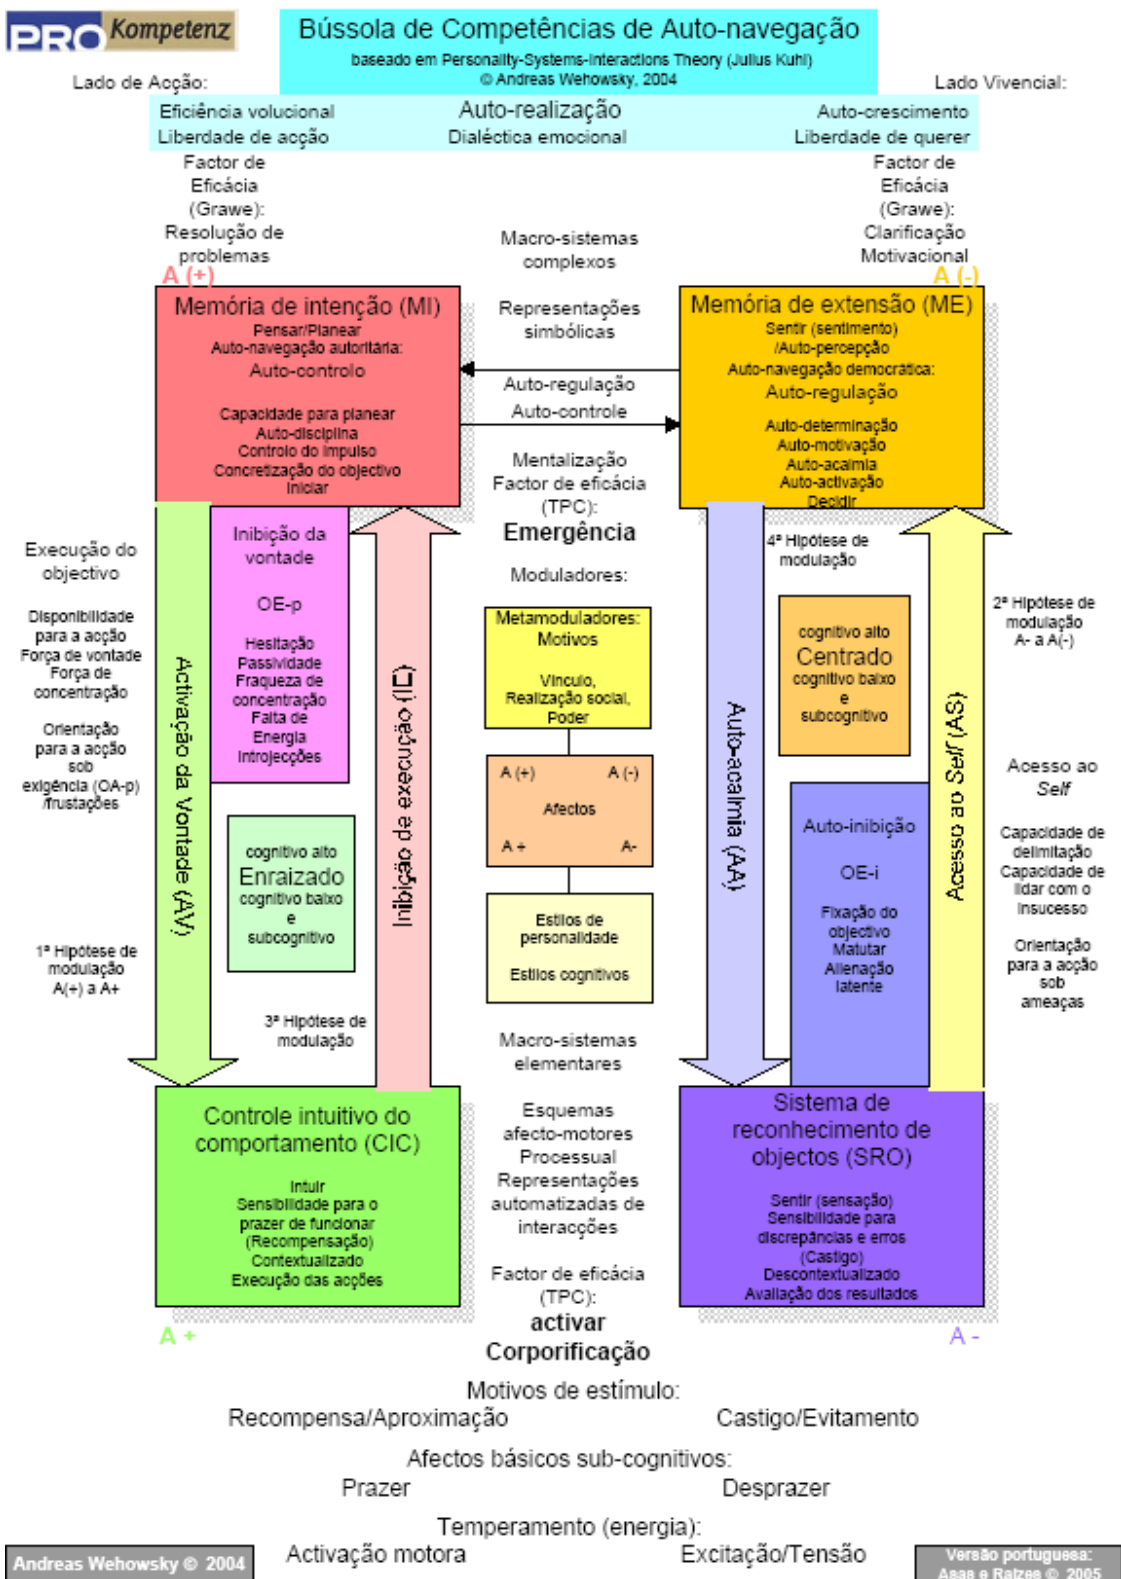 PRO Kompetenz
Bússola de Competências de Auto-navegação
baseado em Personality-Systems-Interactions Theory (Julius Kuhl)
© Andreas Wehowsky, 2004
Lado de Acção:
Lado Vivencial:
Eficiência volucional
Auto-realização
Auto-crescimento
Liberdade de acção
Dialéctica emocional
Liberdade de querer
Factor de
Eficácia
(Grawe):
Resolução de
problemas
A (+)
Macro-sistemas
complexos
Factor de
Eficácia
(Grawe):
Clarificação
Motivacional
A (-)
Memória de intenção (MI)
Pensar/Planear
Auto-navegação autoritária:
Auto-controlo
Capacidade para planear
Auto-disciplina
Controlo do impulso
Concretização do objectivo
Iniciar
Representações
simbólicas
Auto-regulação
Auto-controle
Mentalização
Factor de eficácia
(TPC):
Emergência
Memória de extensão (ME)
Sentir (sentimento)
/Auto-percepção
Auto-navegação democrática:
Auto-regulação
Auto-determinação
Auto-motivação
Auto-acalmia
Auto-activação
Decidir
Execução do
objectivo
Disponibilidade
para a acção
Força de vontade
Força de
concentração
Orientação
para a acção
sob
exigência (OA-p)
/frustações
1ª Hipótese de
modulação
A(+) a A+
Activação da Vontade (AV)
Inibição da
vontade
OE-p
Hesitação
Passividade
Fraqueza de
concentração
Falta de
Energia
Introjecções
cognitivo alto
Enraizado
cognitivo baixo
e
subcognitivo
3ª Hipótese de
modulação
Inibição de execução (IE)
Moduladores:
Metamoduladores:
Motivos
Vínculo,
Realização social,
Poder
A (+) A (-)
Afectos
A + A-
Estilos de
personalidade
Estilos cognitivos
Auto-acalmia (AA)
4ª Hipótese de
modulação
cognitivo alto
Centrado
cognitivo baixo
e
subcognitivo
Auto-inibição
OE-i
Fixação do
objectivo
Matutar
Alienação
latente
Acesso ao Self (AS)
2ª Hipótese de
modulação
A- a A(-)
Acesso ao
Self
Capacidade de
delimitação
Capacidade de
lidar com o
insucesso
Orientação
para a acção
sob
ameaças
Controle intuitivo do
comportamento (CIC)
Intuir
Sensibilidade para o
prazer de funcionar
(Recompensação)
Contextualizado
Execução das acções
A +
Macro-sistemas
elementares
Esquemas
afecto-motores
Processual
Representações
automatizadas de
interacções
Factor de eficácia
(TPC):
activar
Corporificação
Sistema de
reconhecimento de
objectos (SRO)
Sentir (sensação)
Sensibilidade para
discrepâncias e erros
(Castigo)
Descontextualizado
Avaliação dos resultados
A -
Motivos de estímulo:
Recompensa/Aproximação
Castigo/Evitamento
Afectos básicos sub-cognitivos:
Prazer
Desprazer
Temperamento (energia):
Activação motora
Excitação/Tensão
Andreas Wehowsky © 2004
Versão portuguesa:
Asas e Raízes © 2005